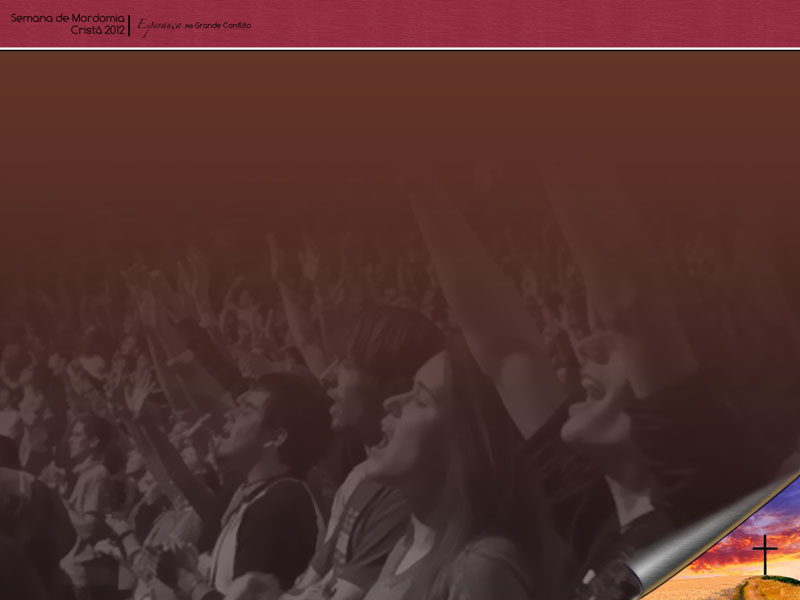 Semana de Mordomia
Cristã 2012
Esperança no Grande Conflito